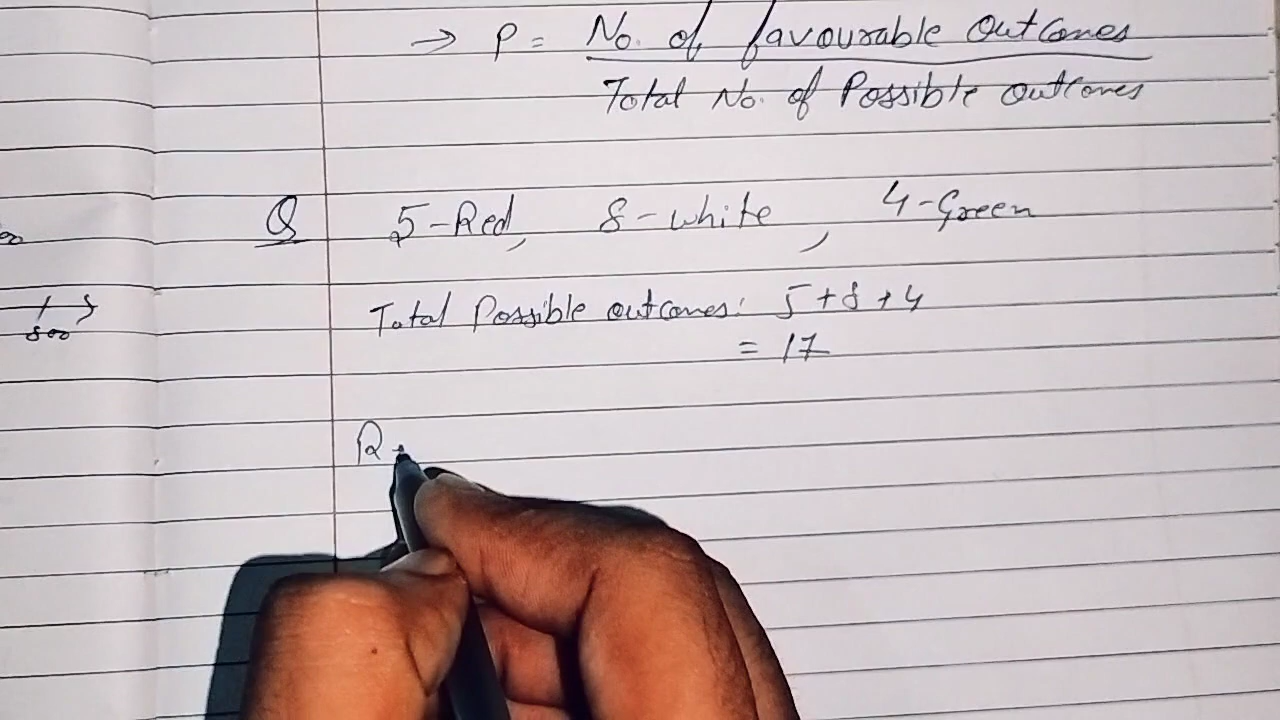 → P = No. of favourable Outcomes
Total No. of Possible outcomes
Q 5-Red, 8-white, 4-Green
Total Possible outcomes: 5+8+4
= 17
800
R